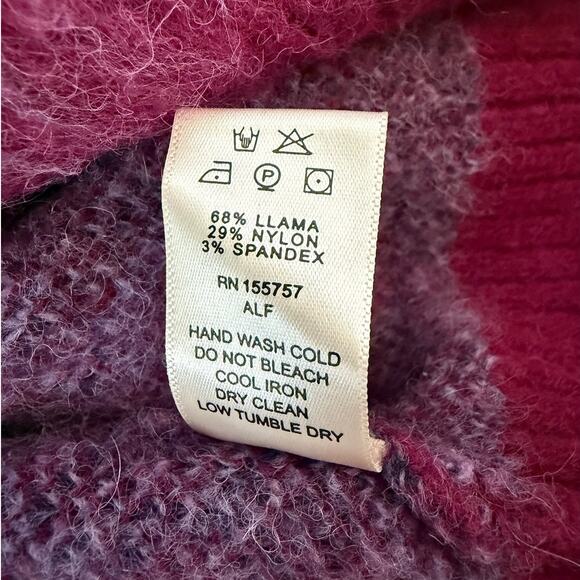 P
68% LLAMA
29% NYLON
3% SPANDEX
RN 155757
ALF
HAND WASH COLD
DO NOT BLEACH
COOL IRON
DRY CLEAN
LOW TUMBLE DRY